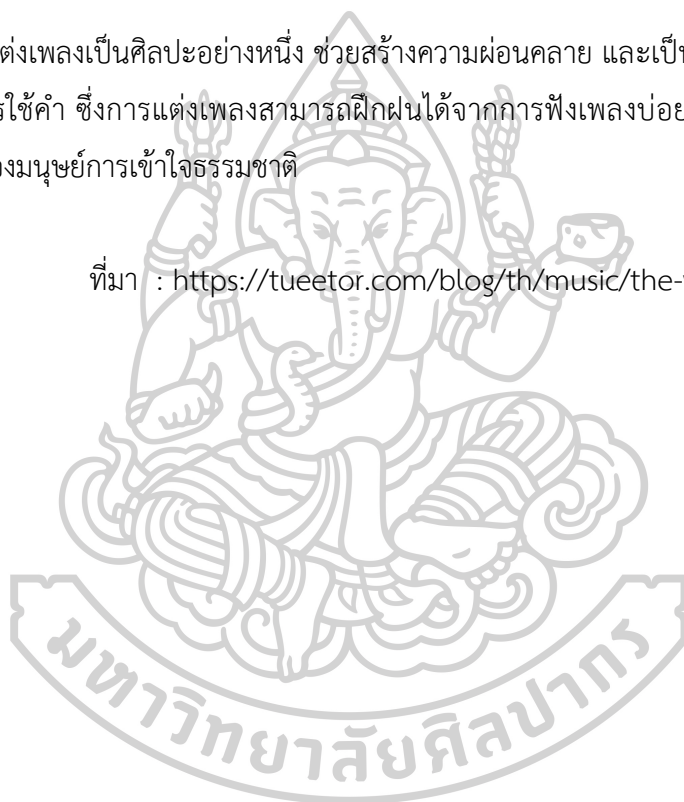 ต่งเพลงเป็นศิลปะอย่างหนึ่ง ช่วยสร้างความผ่อนคลาย และเป็น
รใช้คำ ซึ่งการแต่งเพลงสามารถฝึกฝนได้จากการฟังเพลงบ่อย
องมนุษย์การเข้าใจธรรมชาติ
ที่มา : https://tueetor.com/blog/th/music/the-
มหาวิทยาลัยศิลปากร